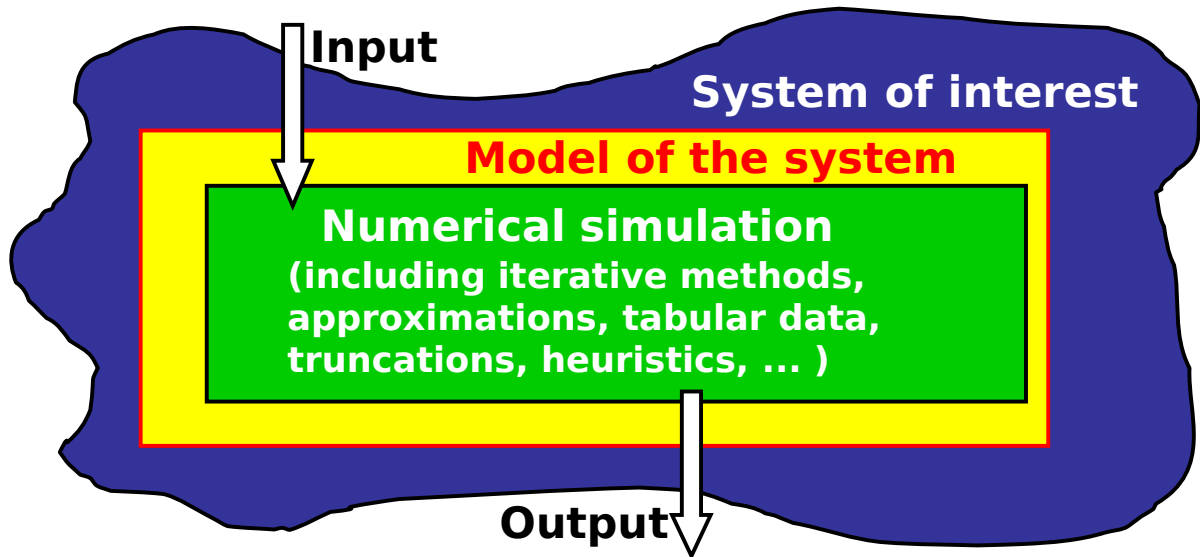 Input
System of interest
Model of the system
Numerical simulation
(including iterative methods,
approximations, tabular data,
truncations, heuristics, ... )
Output